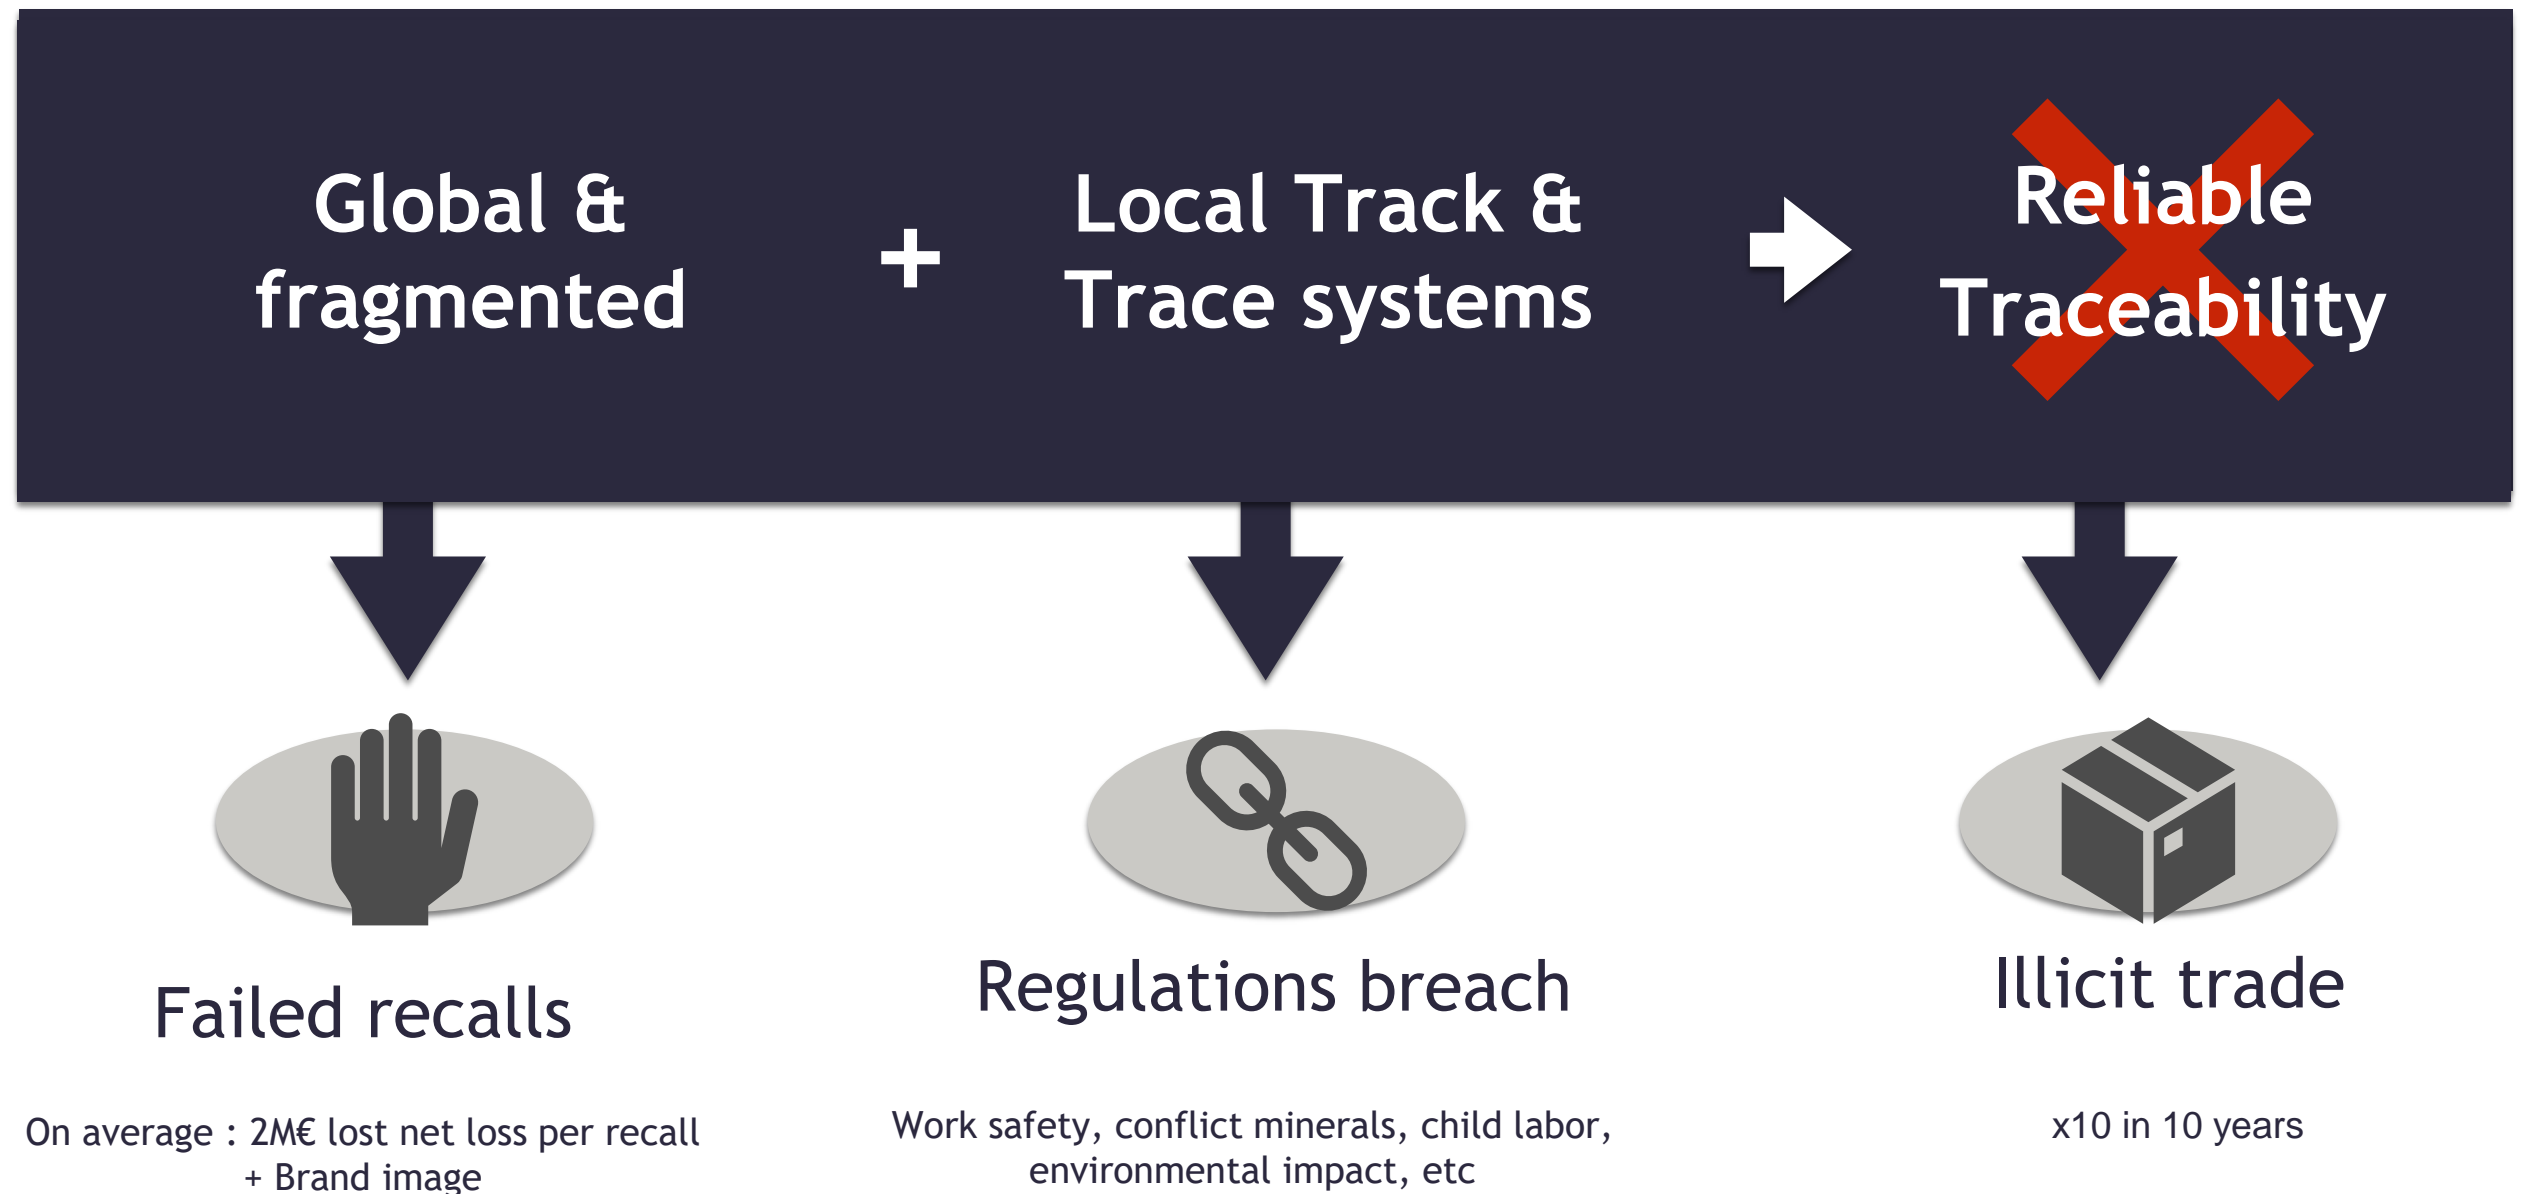 Global &
fragmented
+
Local Track &
Trace systems
Reliable
Traceability
Failed recalls
On average : 2M€ lost net loss per recall
+ Brand image
Regulations breach
Work safety, conflict minerals, child labor,
environmental impact, etc
Illicit trade
x10 in 10 years